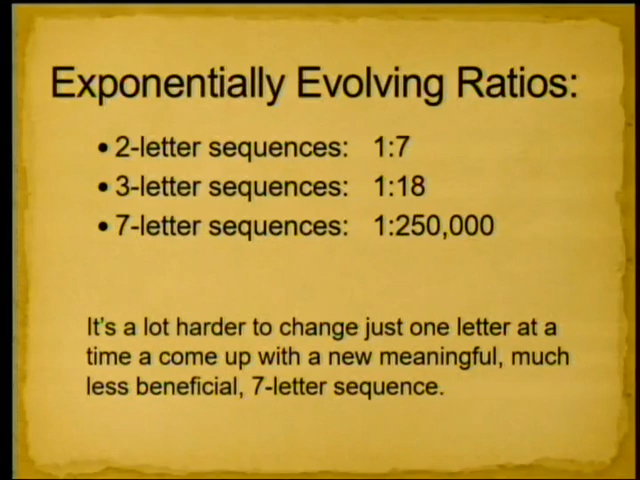 Exponentially Evolving Ratios:
• 2-letter sequences: 1:7
• 3-letter sequences: 1:18
• 7-letter sequences: 1:250,000
It's a lot harder to change just one letter at a
time a come up with a new meaningful, much
less beneficial, 7-letter sequence.